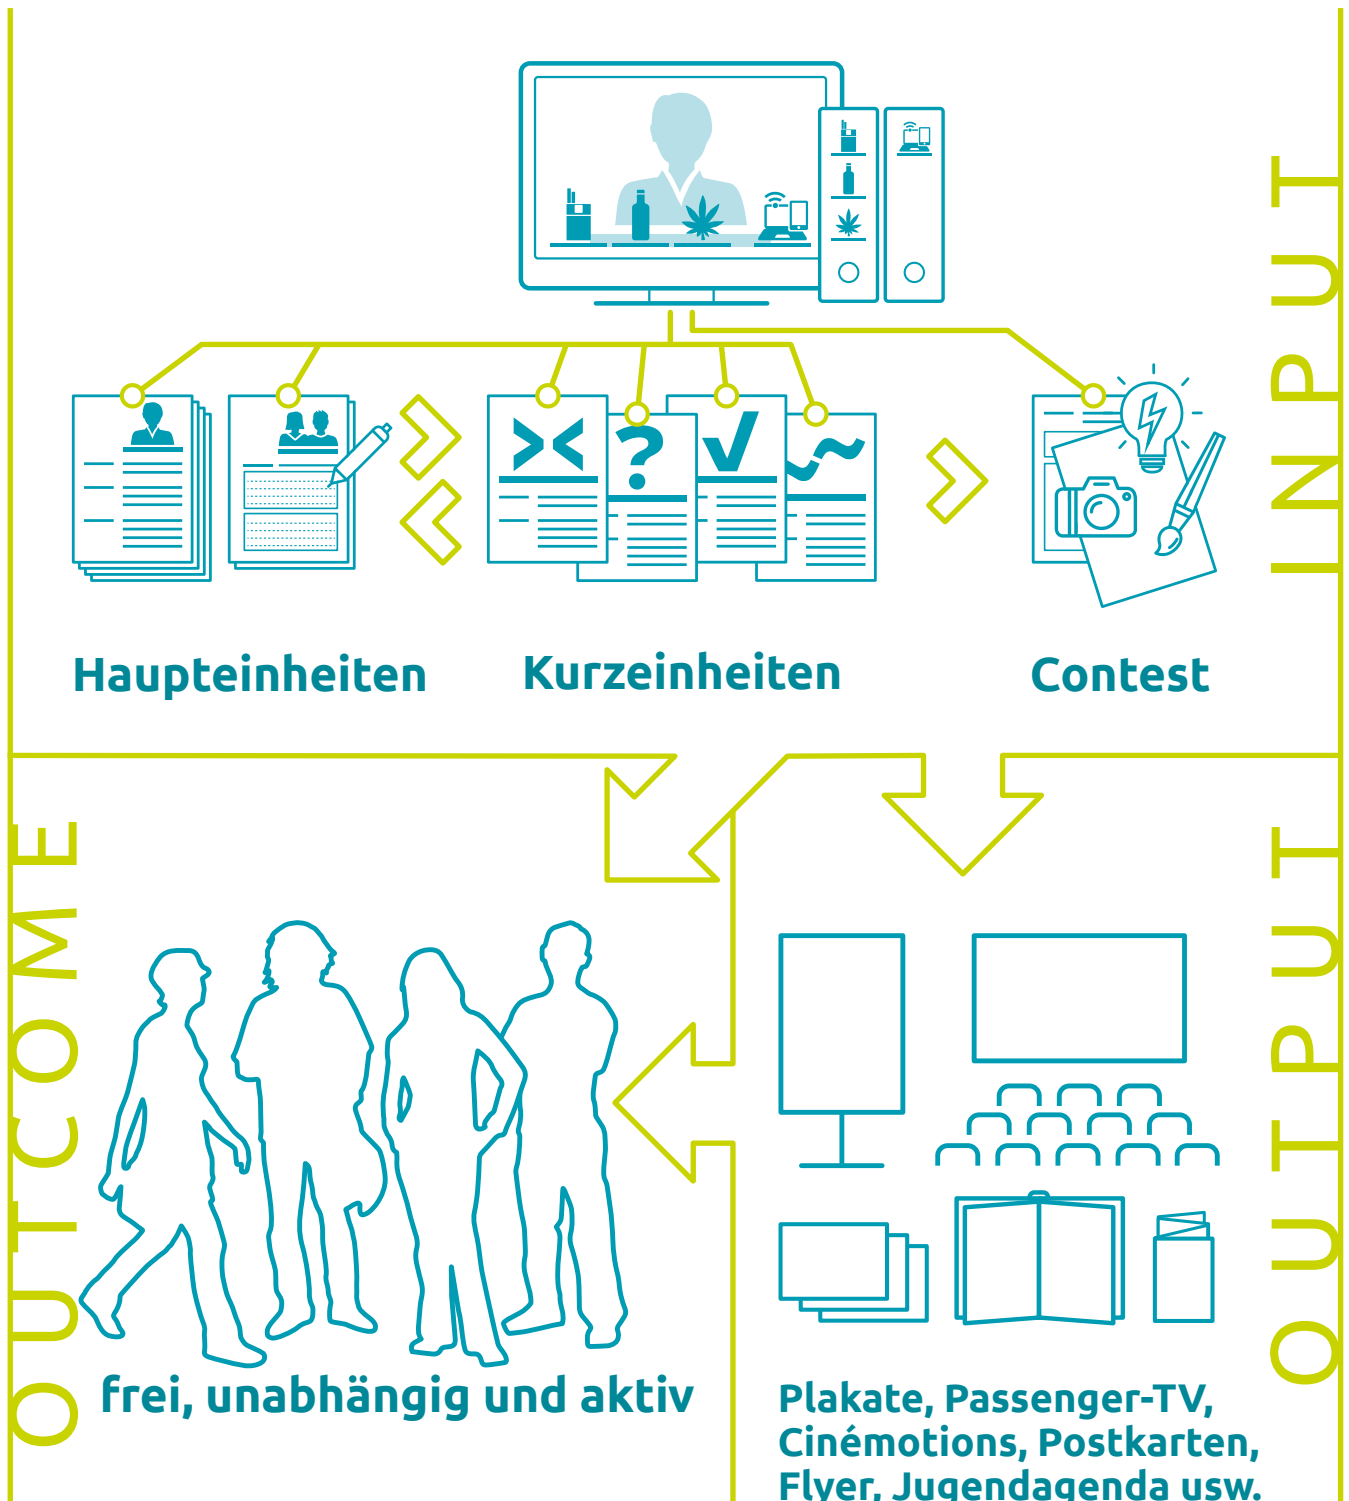 INPUT
Haupteinheiten
Kurzeinheiten
Contest
OUTCOME
OUTPUT
frei, unabhängig und aktiv
Plakate, Passenger-TV,
Cinémotions, Postkarten,
Flyer, Jugendagenda usw.